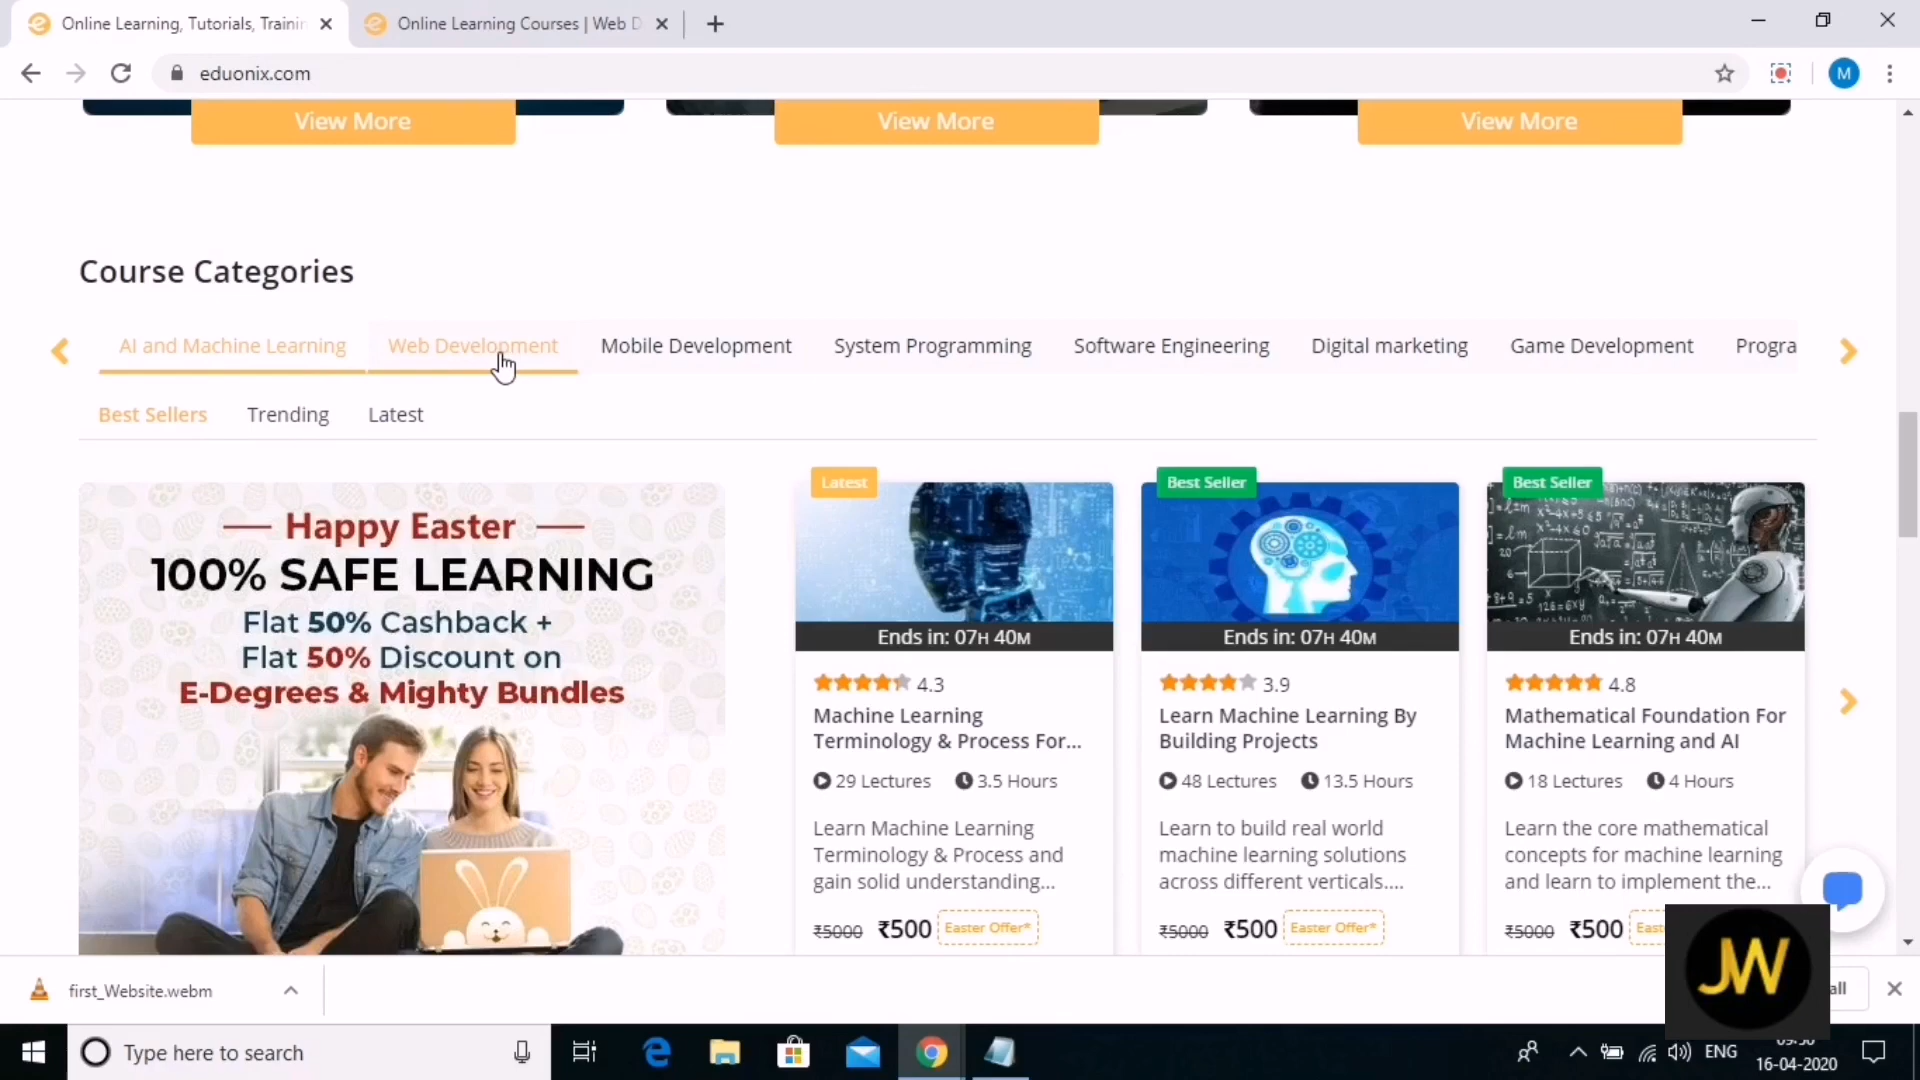 Online Learning, Tutorials, Trainin
Online Learning Courses | Web D
eduonix.com
M
View More
View More
View More
Course Categories
AI and Machine Learning
Web Development
Mobile Development
System Programming
Software Engineering
Digital marketing
Game Development
Progra
Best Sellers
Trending
Latest
Happy Easter
100% SAFE LEARNING
Flat 50% Cashback +
Flat 50% Discount on
E-Degrees & Mighty Bundles
Latest
Ends in: 07H 40M
4.3
Machine Learning
Terminology & Process For...
29 Lectures
3.5 Hours
Learn Machine Learning
Terminology & Process and
gain solid understanding...
₹5000 ₹500 Easter Offer*
Best Seller
Ends in: 07H 40M
3.9
Learn Machine Learning By
Building Projects
48 Lectures
13.5 Hours
Learn to build real world
machine learning solutions
across different verticals....
₹5000 ₹500 Easter Offer*
Best Seller
Ends in: 07H 40M
4.8
Mathematical Foundation For
Machine Learning and AI
18 Lectures
4 Hours
Learn the core mathematical
concepts for machine learning
and learn to implement the...
₹5000 ₹500 East
first_Website.webm
all
JW
Type here to search
ENG
16-04-2020